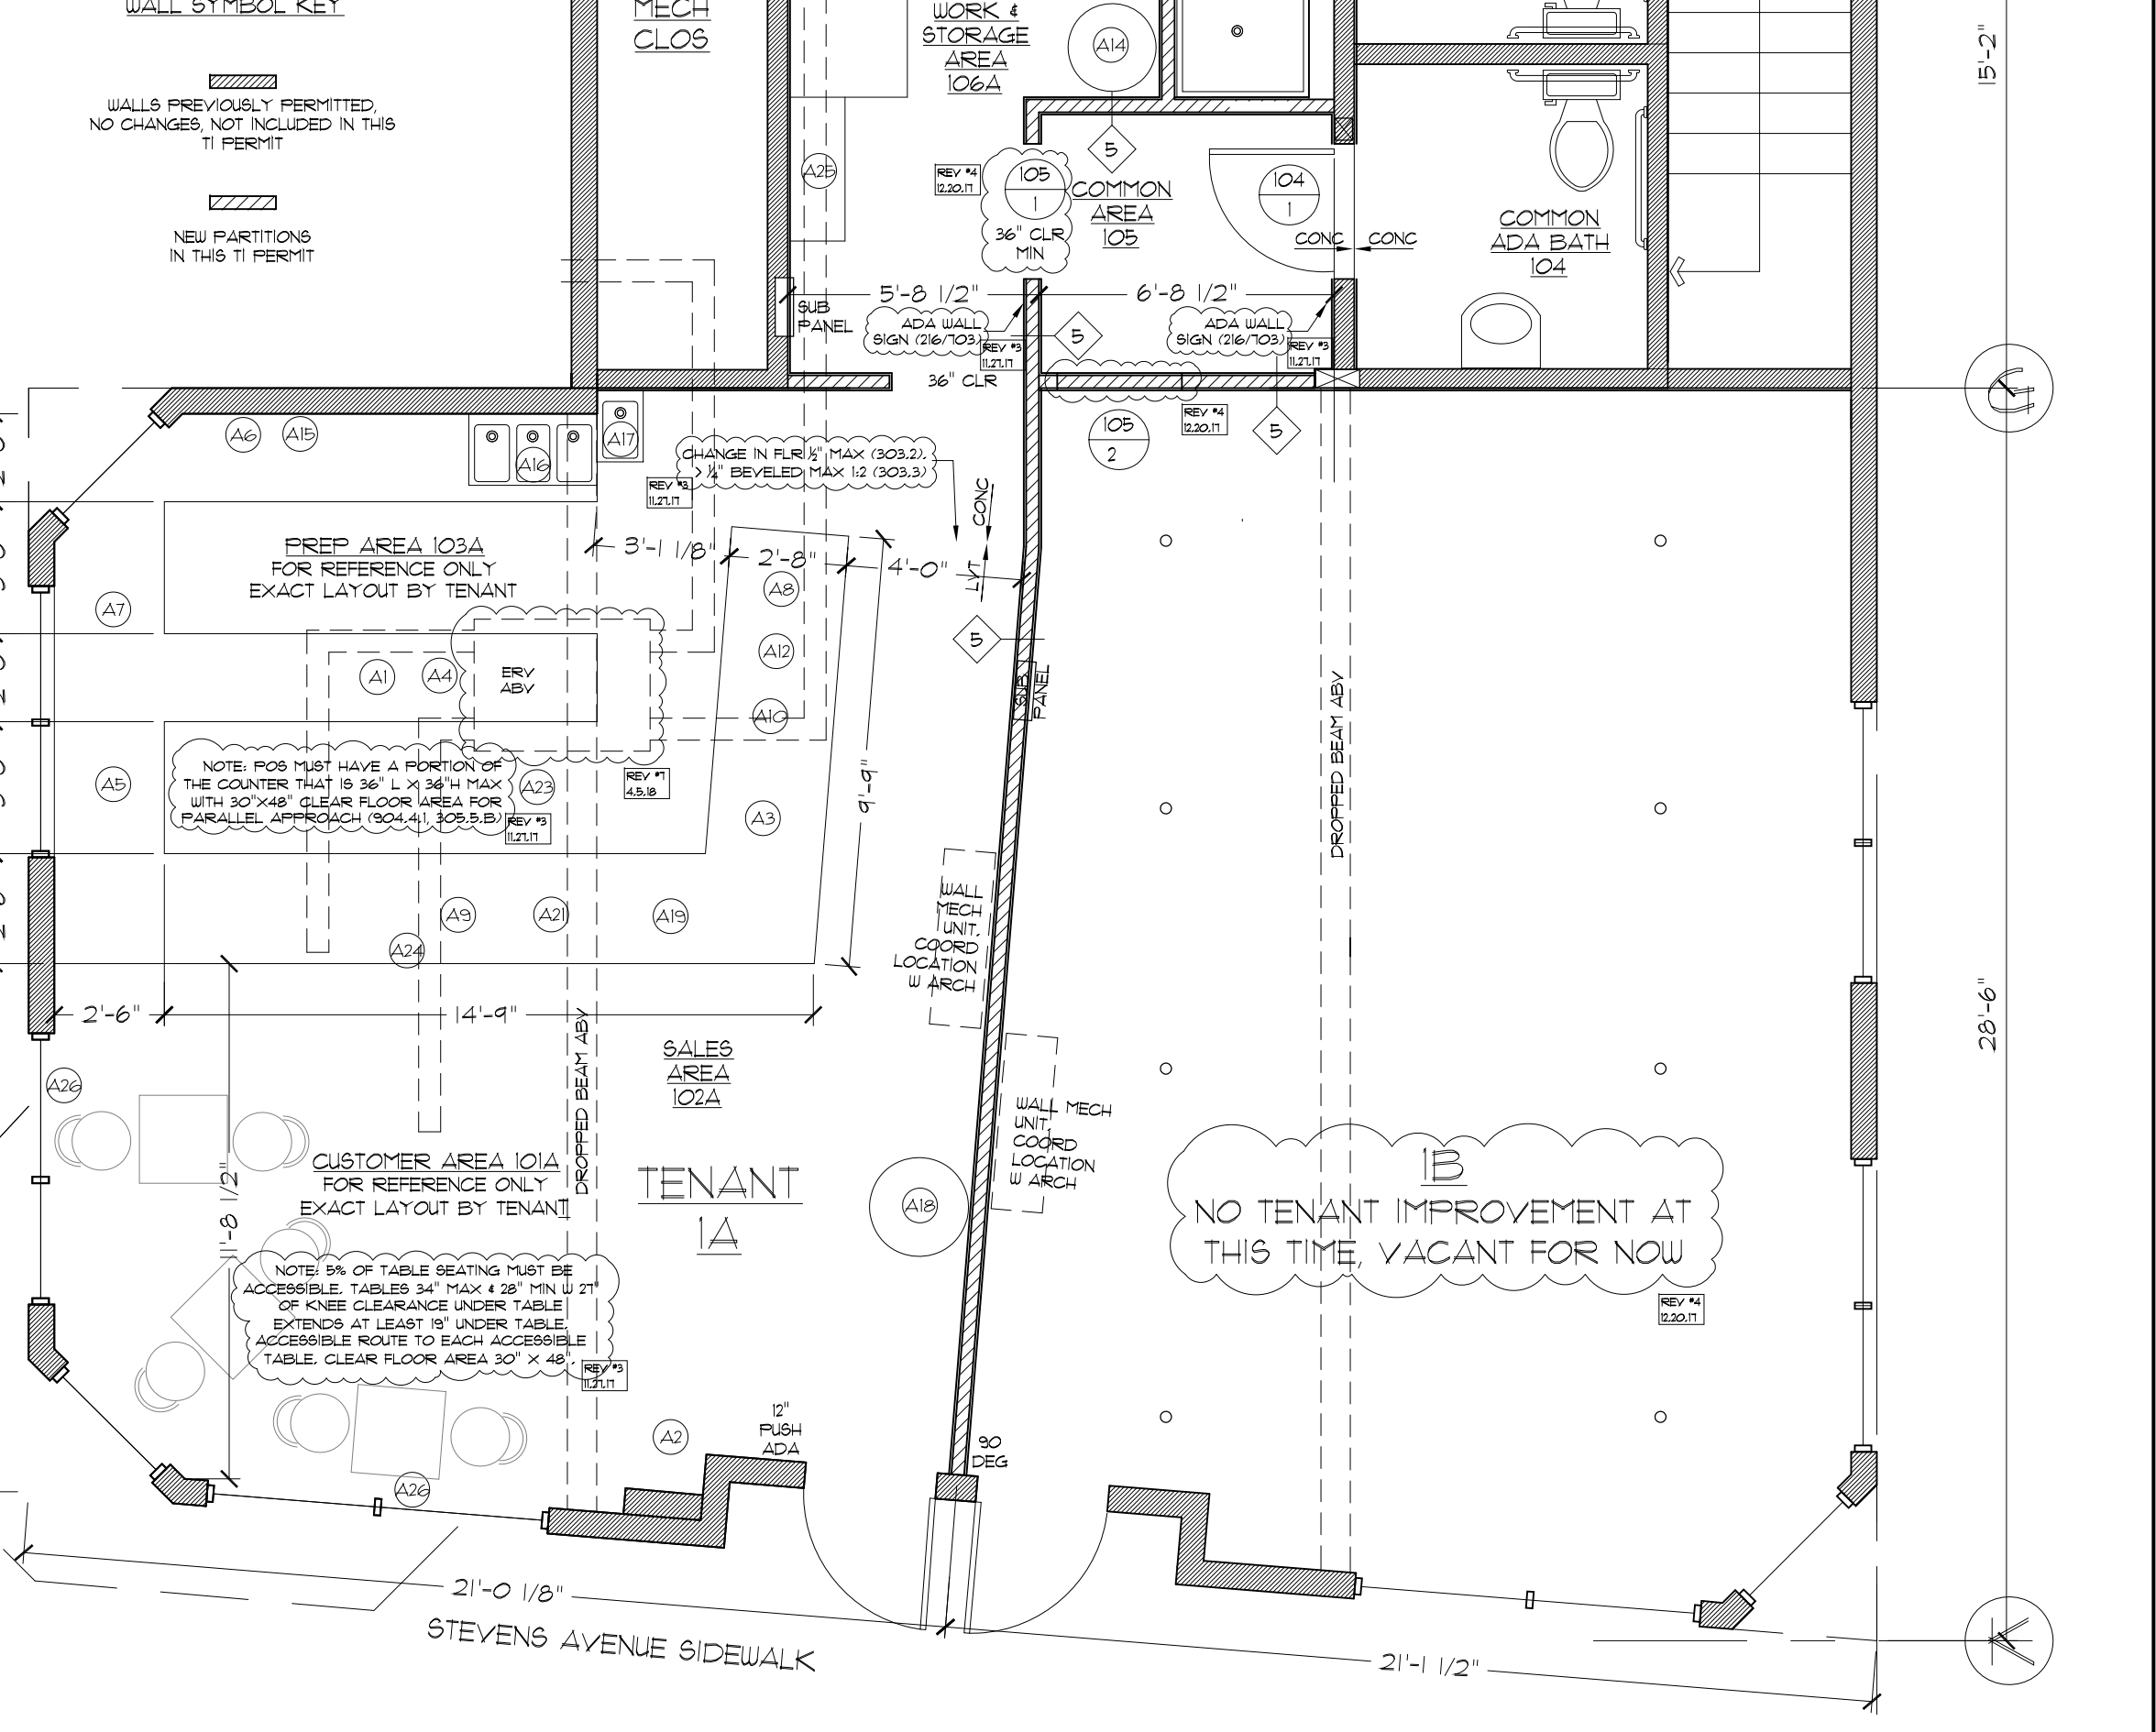 WALL SYMBOL KEY
WALLS PREVIOUSLY PERMITTED,
NO CHANGES, NOT INCLUDED IN THIS
TI PERMIT
NEW PARTITIONS
IN THIS TI PERMIT
MECH
CLOS
WORK &
STORAGE
AREA
106A
A14
A25
5
REV #4
12.20.17
105
1
36" CLR
MIN
COMMON
AREA
105
104
1
CONC
CONC
COMMON
ADA BATH
104
15'-2"
SUB
PANEL
5'-8 1/2"
6'-8 1/2"
ADA WALL
SIGN (216/703)
REV #3
11.27.17
5
ADA WALL
SIGN (216/703)
REV #3
11.27.17
36" CLR
105
2
REV #4
12.20.17
5
A6
A15
A16
A17
CHANGE IN FLR ½" MAX (303.2).
> ¼" BEVELED MAX 1:2 (303.3)
REV #3
11.27.17
CONC
LVT
PREP AREA 103A
FOR REFERENCE ONLY
EXACT LAYOUT BY TENANT
3'-1 1/8"
2'-8"
4'-0"
A7
A8
A12
A10
A1
A4
ERV
ABV
5
SUB
PANEL
DROPPED BEAM ABV
NOTE: POS MUST HAVE A PORTION OF
THE COUNTER THAT IS 36" L X 36"H MAX
WITH 30"X48" CLEAR FLOOR AREA FOR
PARALLEL APPROACH (904.4.1, 305.5.B)
REV #3
11.27.17
A23
REV #7
4.5.18
A5
A3
9'-9"
WALL
MECH
UNIT,
COORD
LOCATION
W ARCH
A9
A21
A19
A24
2'-6"
14'-9"
28'-6"
SALES
AREA
102A
DROPPED BEAM ABV
A26
WALL MECH
UNIT,
COORD
LOCATION
W ARCH
CUSTOMER AREA 101A
FOR REFERENCE ONLY
EXACT LAYOUT BY TENANT
11'-8 1/2"
TENANT
1A
A18
1B
NO TENANT IMPROVEMENT AT
THIS TIME, VACANT FOR NOW
REV #4
12.20.17
NOTE: 5% OF TABLE SEATING MUST BE
ACCESSIBLE. TABLES 34" MAX & 28" MIN W 27"
OF KNEE CLEARANCE UNDER TABLE
EXTENDS AT LEAST 19" UNDER TABLE.
ACCESSIBLE ROUTE TO EACH ACCESSIBLE
TABLE. CLEAR FLOOR AREA 30" X 48".
REV #3
11.27.17
A2
12"
PUSH
ADA
90
DEG
A26
21'-0 1/8"
STEVENS AVENUE SIDEWALK
21'-1 1/2"
K